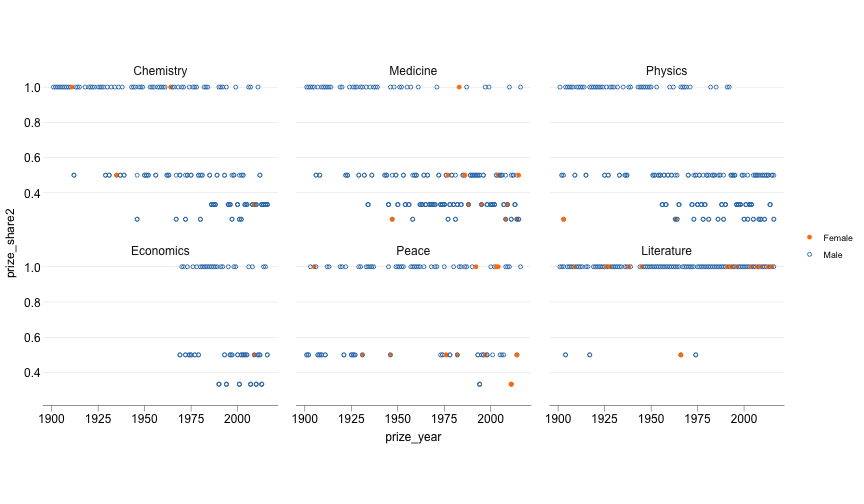 Chemistry
Medicine
Physics
1.0
0.8
0.6
0.4
prize_share2
Economics
Peace
Literature
1.0
0.8
0.6
0.4
1900 1925 1950 1975 2000
1900 1925 1950 1975 2000
1900 1925 1950 1975 2000
prize_year
Female
Male